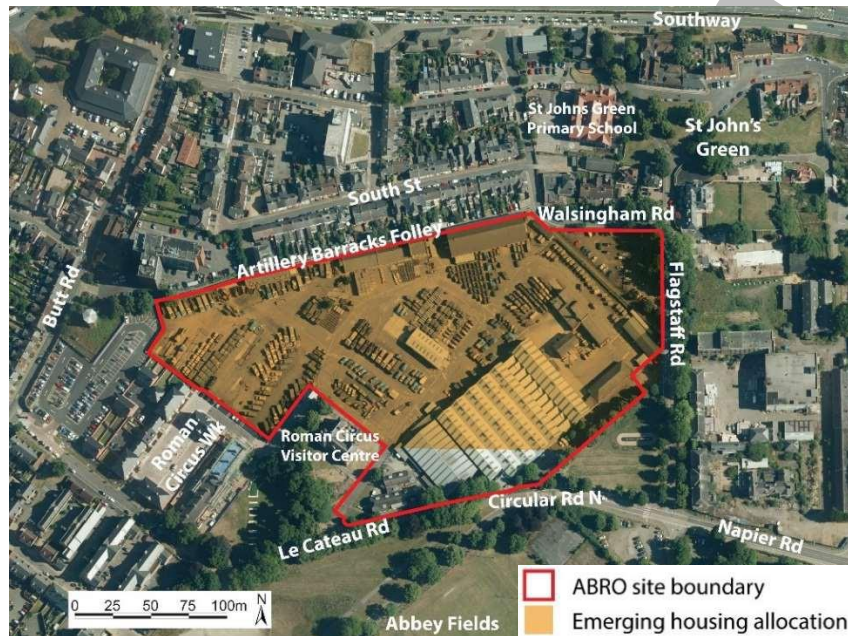 Southway
St Johns Green
Primary School
St John's
Green
South St
Walsingham Rd
Artillery Barracks Folley
Butt Rd
Flagstaff Rd
Roman Circus
Visitor Centre
Roman
Circus Wk
Circular Rd N
Le Cateau Rd
Napier Rd
0 25 50 75 100m
N
Abbey Fields
ABRO site boundary
Emerging housing allocation